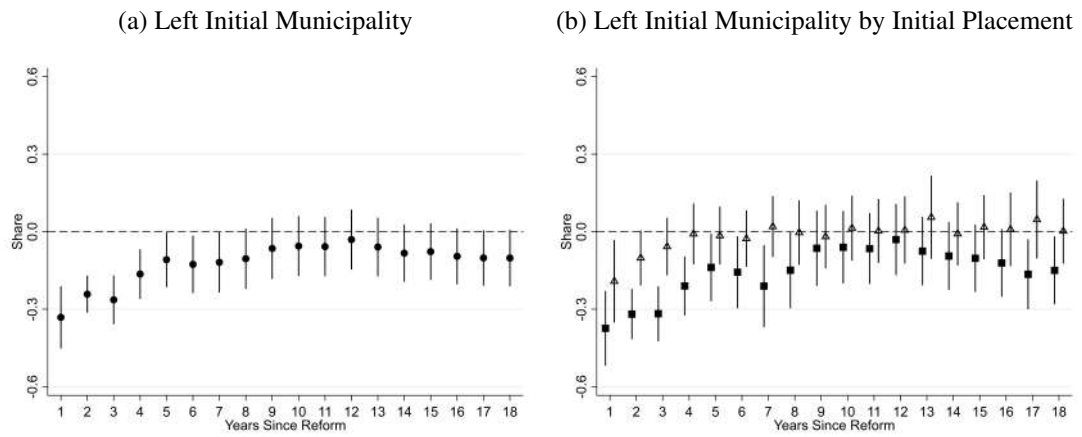 (a) Left Initial Municipality
(b) Left Initial Municipality by Initial Placement
0.6
0.3
0.0
-0.3
-0.6
Share
1 2 3 4 5 6 7 8 9 10 11 12 13 14 15 16 17 18
Years Since Reform
0.6
0.3
0.0
-0.3
-0.6
Share
1 2 3 4 5 6 7 8 9 10 11 12 13 14 15 16 17 18
Years Since Reform